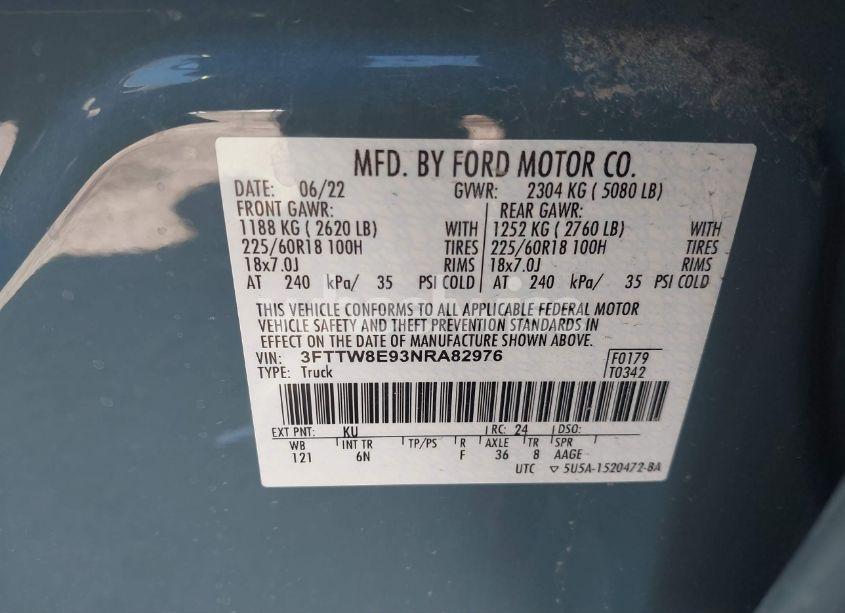 MFD. BY FORD MOTOR CO.
DATE: 06/22 GVWR: 2304 KG ( 5080 LB)
FRONT GAWR: REAR GAWR:
1188 KG ( 2620 LB) WITH 1252 KG ( 2760 LB) WITH
225/60R18 100H TIRES 225/60R18 100H TIRES
18x7.0J RIMS 18x7.0J RIMS
AT 240 kPa/ 35 PSI COLD AT 240 kPa/ 35 PSI COLD
THIS VEHICLE CONFORMS TO ALL APPLICABLE FEDERAL MOTOR
VEHICLE SAFETY AND THEFT PREVENTION STANDARDS IN
EFFECT ON THE DATE OF MANUFACTURE SHOWN ABOVE.
VIN: 3FTTW8E93NRA82976 F0179
TYPE: Truck T0342
EXT PNT: KU RC: 24 DSO:
WB INT TR TP/PS R AXLE TR SPR
121 6N F 36 8 AAGE
UTC ▽ 5U5A-1520472-BA